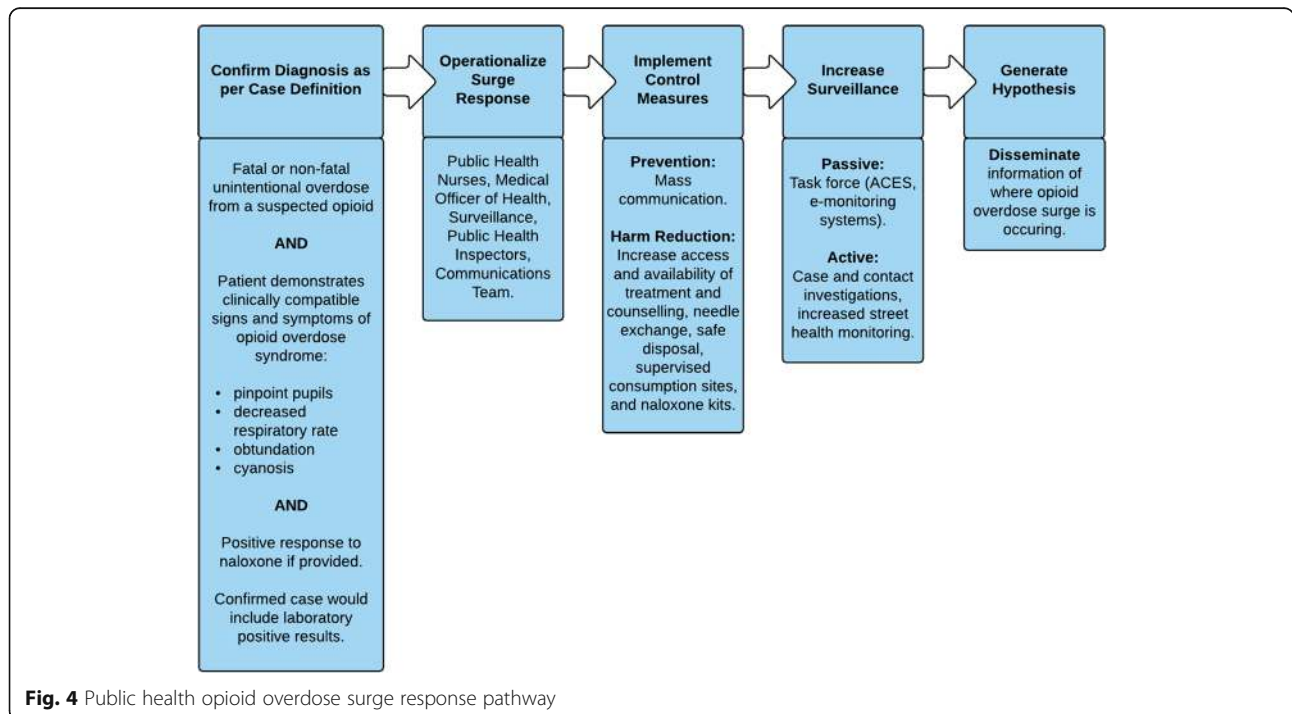 Confirm Diagnosis as
per Case Definition
Operationalize
Surge
Response
Implement
Control
Measures
Increase
Surveillance
Generate
Hypothesis
Fatal or non-fatal
unintentional overdose
from a suspected opioid
AND
Patient demonstrates
clinically compatible
signs and symptoms of
opioid overdose
syndrome:
• pinpoint pupils
• decreased
respiratory rate
• obtundation
• cyanosis
AND
Positive response to
naloxone if provided.
Confirmed case would
include laboratory
positive results.
Public Health
Nurses, Medical
Officer of Health,
Surveillance,
Public Health
Inspectors,
Communications
Team.
Prevention:
Mass
communication.
Harm Reduction:
Increase access
and availability of
treatment and
counselling, needle
exchange, safe
disposal,
supervised
consumption sites,
and naloxone kits.
Passive:
Task force (ACES,
e-monitoring
systems).
Active:
Case and contact
investigations,
increased street
health monitoring.
Disseminate
information of
where opioid
overdose surge is
occuring.
Fig. 4 Public health opioid overdose surge response pathway